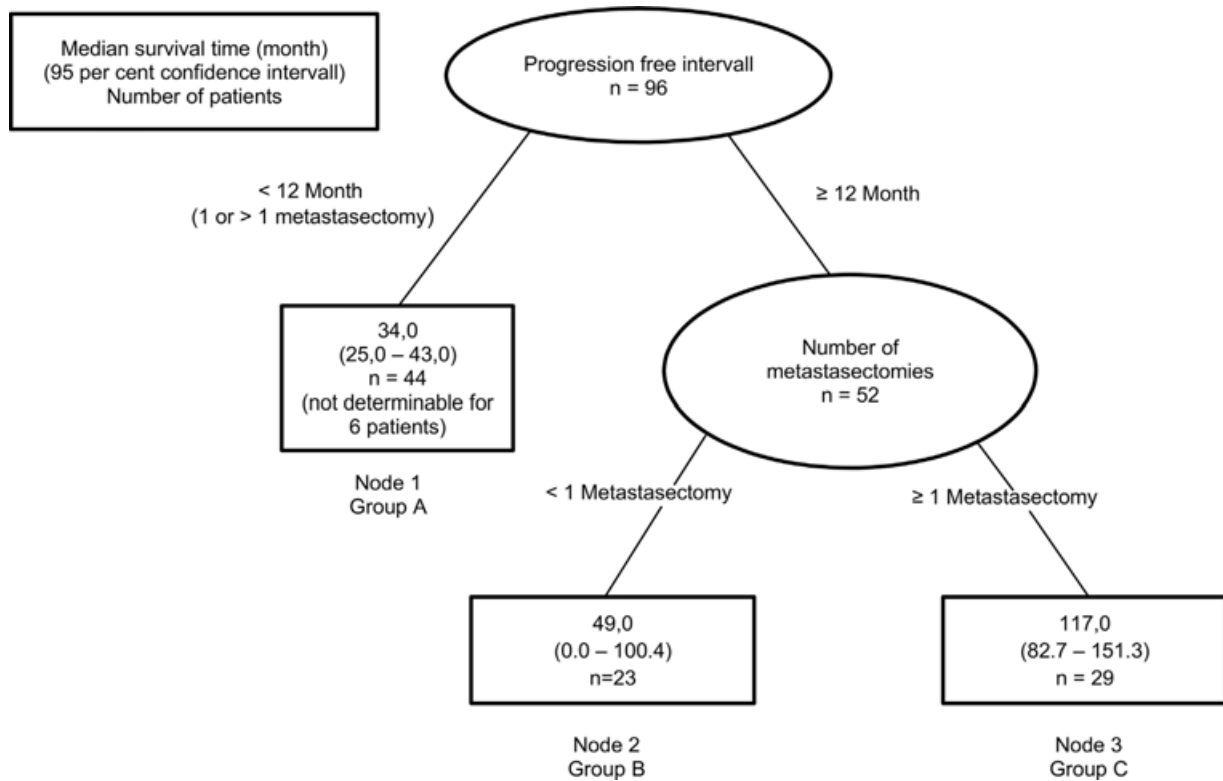 Median survival time (month)
(95 per cent confidence intervall)
Number of patients
Progression free intervall
n = 96
< 12 Month
(1 or > 1 metastasectomy)
≥ 12 Month
34,0
(25,0 – 43,0)
n = 44
(not determinable for
6 patients)
Node 1
Group A
Number of
metastasectomies
n = 52
< 1 Metastasectomy
≥ 1 Metastasectomy
49,0
(0.0 – 100.4)
n=23
Node 2
Group B
117,0
(82.7 – 151.3)
n = 29
Node 3
Group C